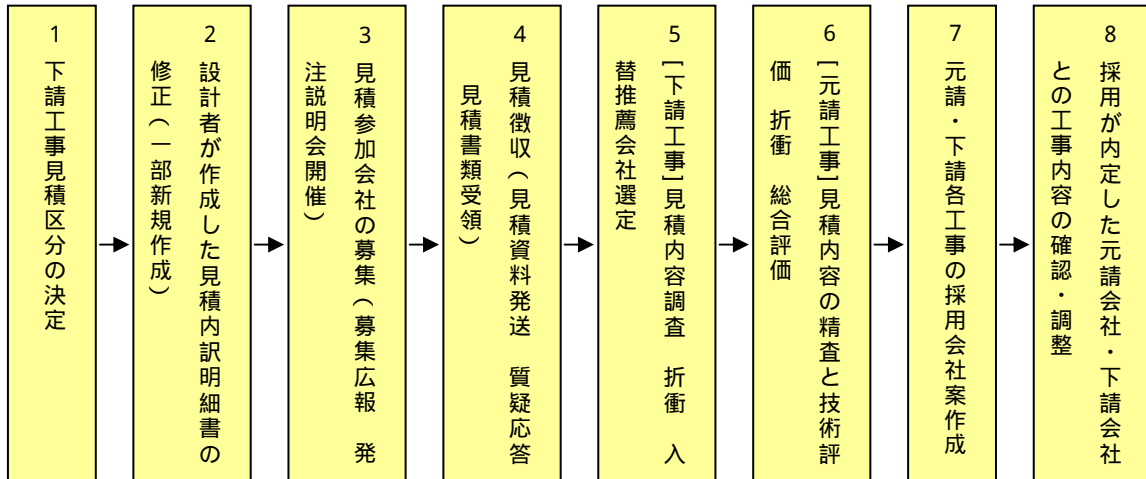 1
下請工事見積区分の決定
2
設計者が作成した見積内訳明細書の
修正(一部新規作成)
3
見積参加会社の募集(募集広報 発
注説明会開催)
4
見積徴収(見積資料発送 質疑応答
見積書類受領)
5
[下請工事]見積内容調査 折衝 入
替推薦会社選定
6
[元請工事]見積内容の精査と技術評
価 折衝 総合評価
7
元請・下請各工事の採用会社案作成
8
採用が内定した元請会社・下請会社
との工事内容の確認・調整